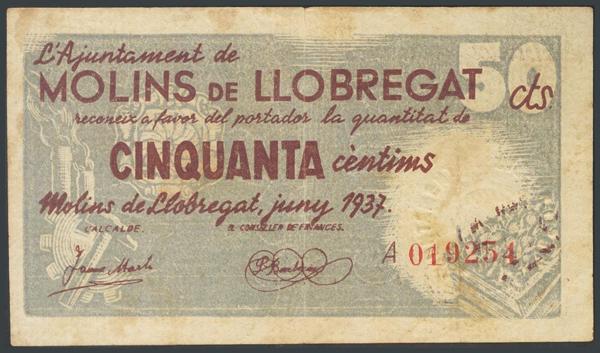 L'Ajuntament de
MOLINS DE LLOBREGAT
50 cts.
reconeix a favor del portador la quantitat de
CINQUANTA cèntims
Molins de Llobregat, juny 1937.
L'ALCALDE. EL CONSELLER DE FINANCES.
A 019254